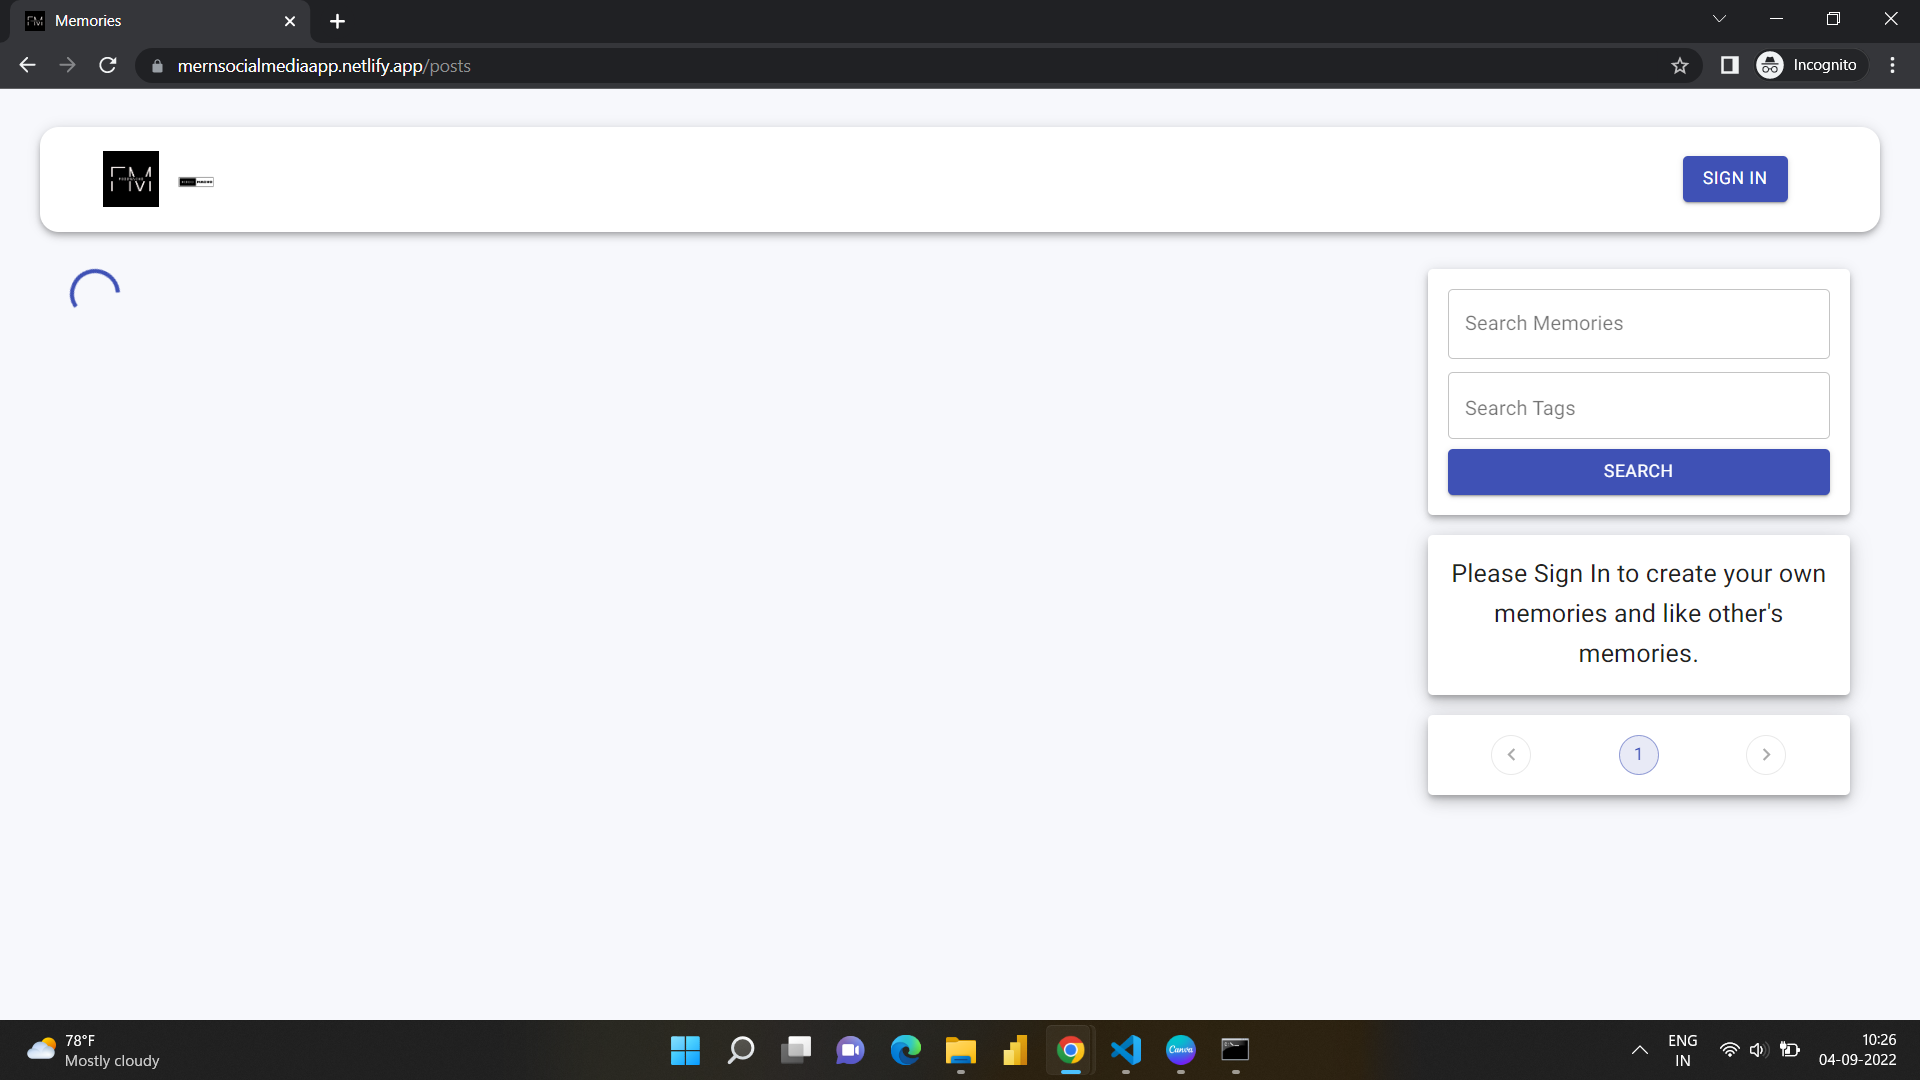 Memories
mernsocialmediaapp.netlify.app/posts
Incognito
FM
SIGN IN
Search Memories
Search Tags
SEARCH
Please Sign In to create your own
memories and like other's
memories.
1
78°F
Mostly cloudy
Canva
ENG
IN
10:26
04-09-2022